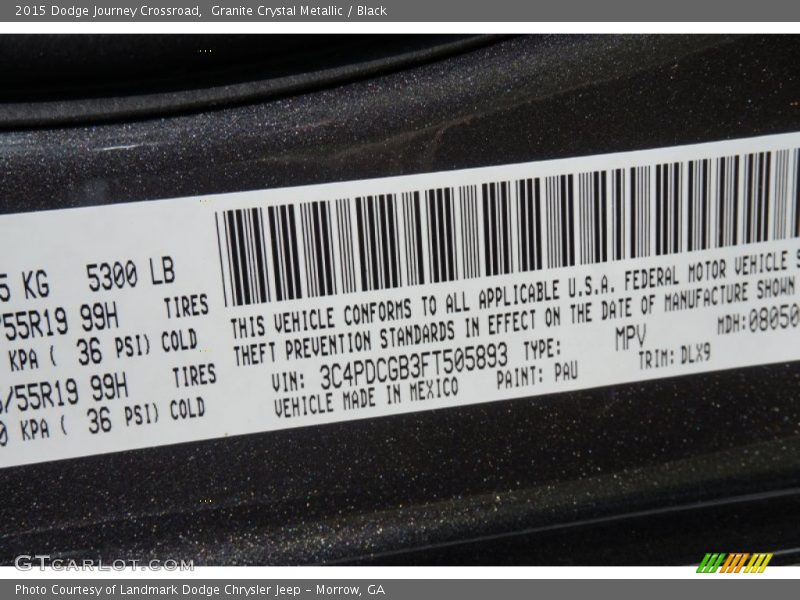 2015 Dodge Journey Crossroad, Granite Crystal Metallic / Black
5 KG 5300 LB
/55R19 99H TIRES
KPA ( 36 PSI) COLD
/55R19 99H TIRES
0 KPA ( 36 PSI) COLD
THIS VEHICLE CONFORMS TO ALL APPLICABLE U.S.A. FEDERAL MOTOR VEHICLE S
THEFT PREVENTION STANDARDS IN EFFECT ON THE DATE OF MANUFACTURE SHOWN
VIN: 3C4PDCGB3FT505893 TYPE: MPV MDH:08050
VEHICLE MADE IN MEXICO PAINT: PAU TRIM: DLX9
GTCARLOT.COM
Photo Courtesy of Landmark Dodge Chrysler Jeep - Morrow, GA